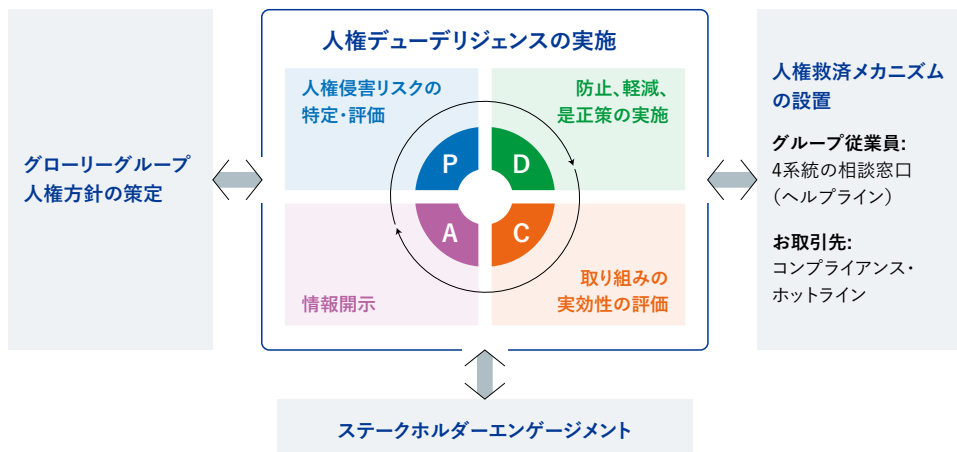 グローリーグループ
人権方針の策定
人権デューデリジェンスの実施
人権侵害リスクの
特定・評価
防止、軽減、
是正策の実施
P
D
A
C
情報開示
取り組みの
実効性の評価
人権救済メカニズム
の設置
グループ従業員:
4系統の相談窓口
（ヘルプライン）
お取引先:
コンプライアンス・
ホットライン
ステークホルダーエンゲージメント